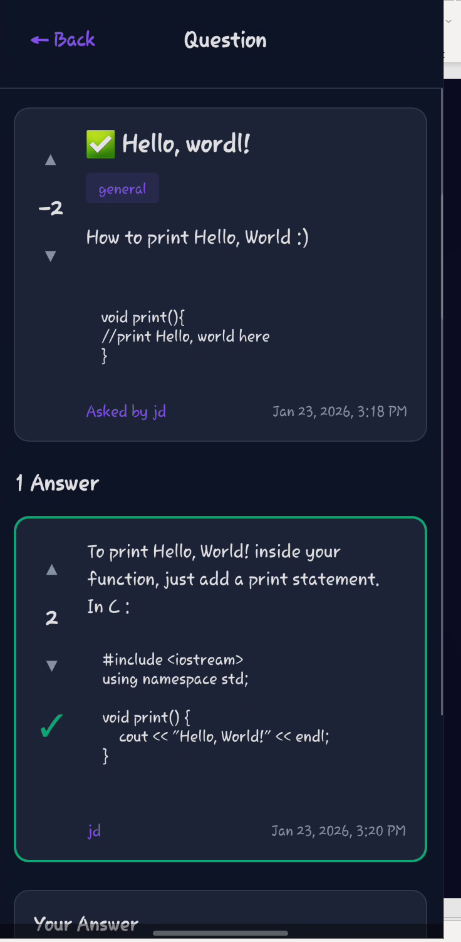 ← Back
Question
✅ Hello, wordl!
▲
-2
▼
general
How to print Hello, World :)
void print(){
//print Hello, world here
}
Asked by jd
Jan 23, 2026, 3:18 PM
1 Answer
▲
2
▼
✓
To print Hello, World! inside your
function, just add a print statement.
In C :
#include <iostream>
using namespace std;
void print() {
cout << "Hello, World!" << endl;
}
jd
Jan 23, 2026, 3:20 PM
Your Answer